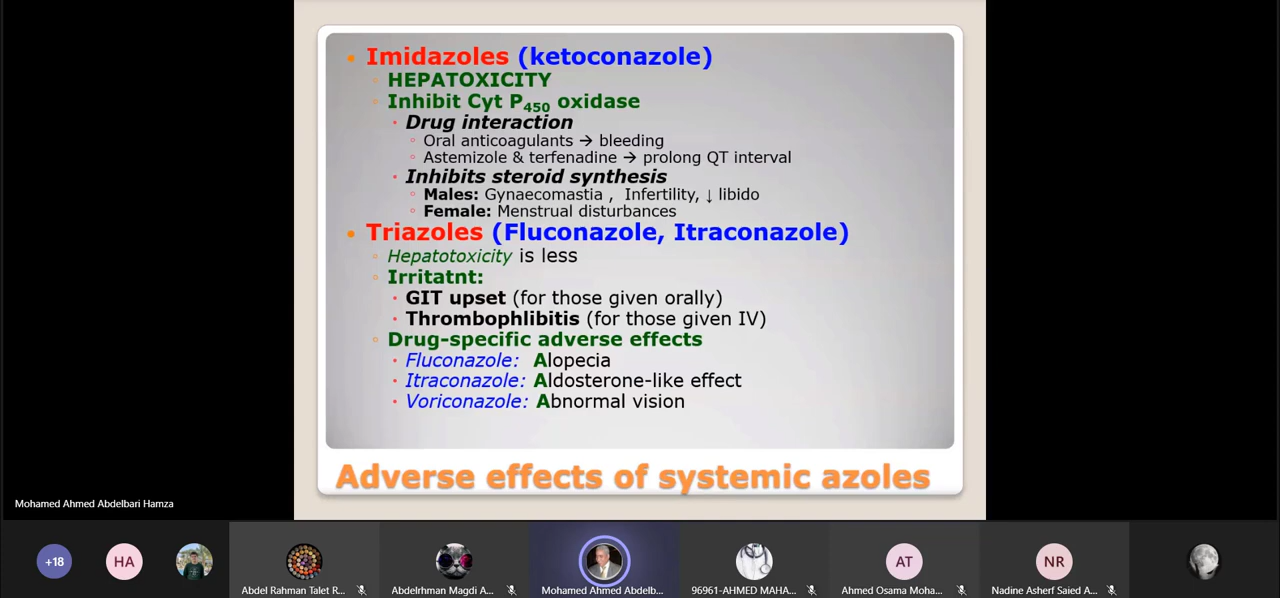 Imidazoles (ketoconazole)
HEPATOXICITY
Inhibit Cyt P450 oxidase
Drug interaction
Oral anticoagulants → bleeding
Astemizole & terfenadine → prolong QT interval
Inhibits steroid synthesis
Males: Gynaecomastia , Infertility, ↓ libido
Female: Menstrual disturbances
Triazoles (Fluconazole, Itraconazole)
Hepatotoxicity is less
Irritatnt:
GIT upset (for those given orally)
Thrombophlibitis (for those given IV)
Drug-specific adverse effects
Fluconazole: Alopecia
Itraconazole: Aldosterone-like effect
Voriconazole: Abnormal vision
Adverse effects of systemic azoles
Mohamed Ahmed Abdelbari Hamza
+18
HA
AT
NR
Abdel Rahman Talet R...
Abdelrhman Magdi A...
Mohamed Ahmed Abdelb...
96961-AHMED MAHA...
Ahmed Osama Moha...
Nadine Asherf Saied A...